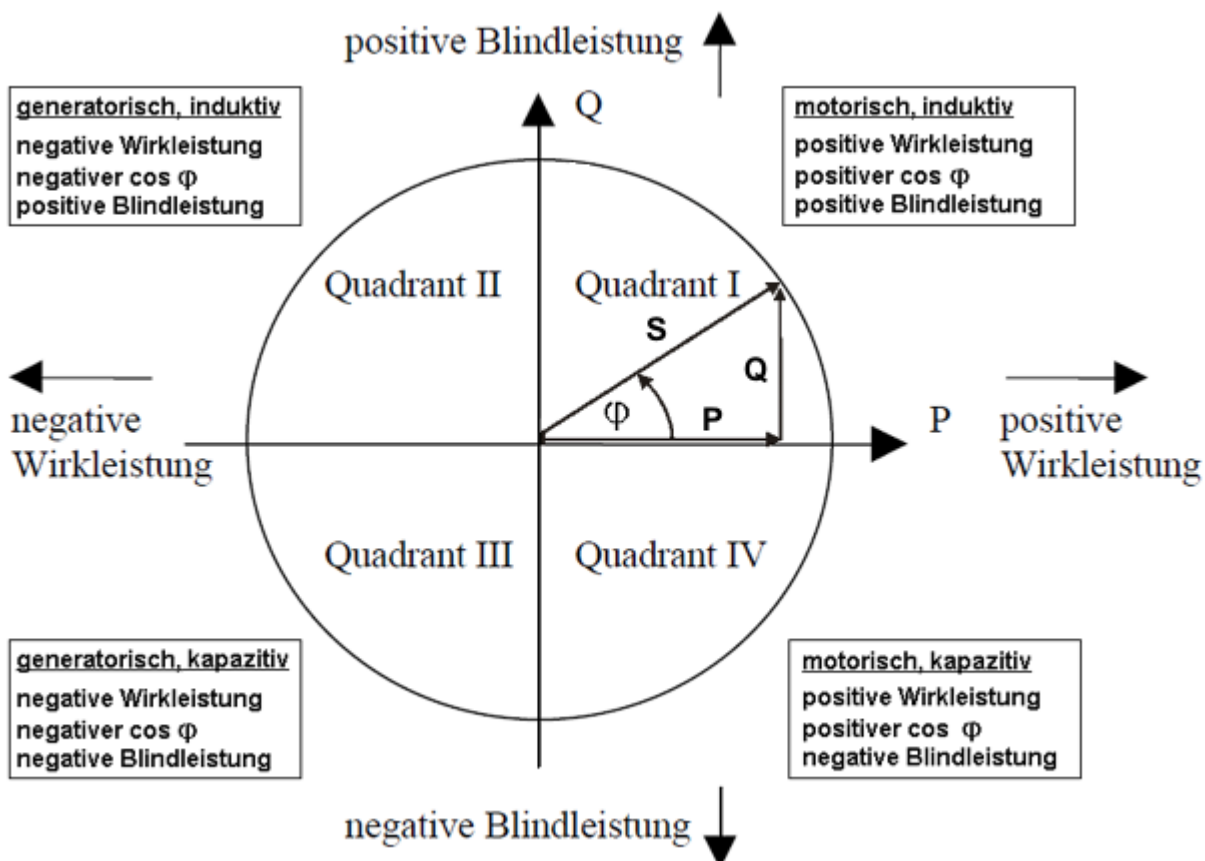 positive Blindleistung
generatorisch, induktiv
negative Wirkleistung
negativer cos φ
positive Blindleistung
Q
motorisch, induktiv
positive Wirkleistung
positiver cos φ
positive Blindleistung
Quadrant II
Quadrant I
S
Q
φ
P
negative
Wirkleistung
P
positive
Wirkleistung
Quadrant III
Quadrant IV
generatorisch, kapazitiv
negative Wirkleistung
negativer cos φ
negative Blindleistung
motorisch, kapazitiv
positive Wirkleistung
positiver cos φ
negative Blindleistung
negative Blindleistung